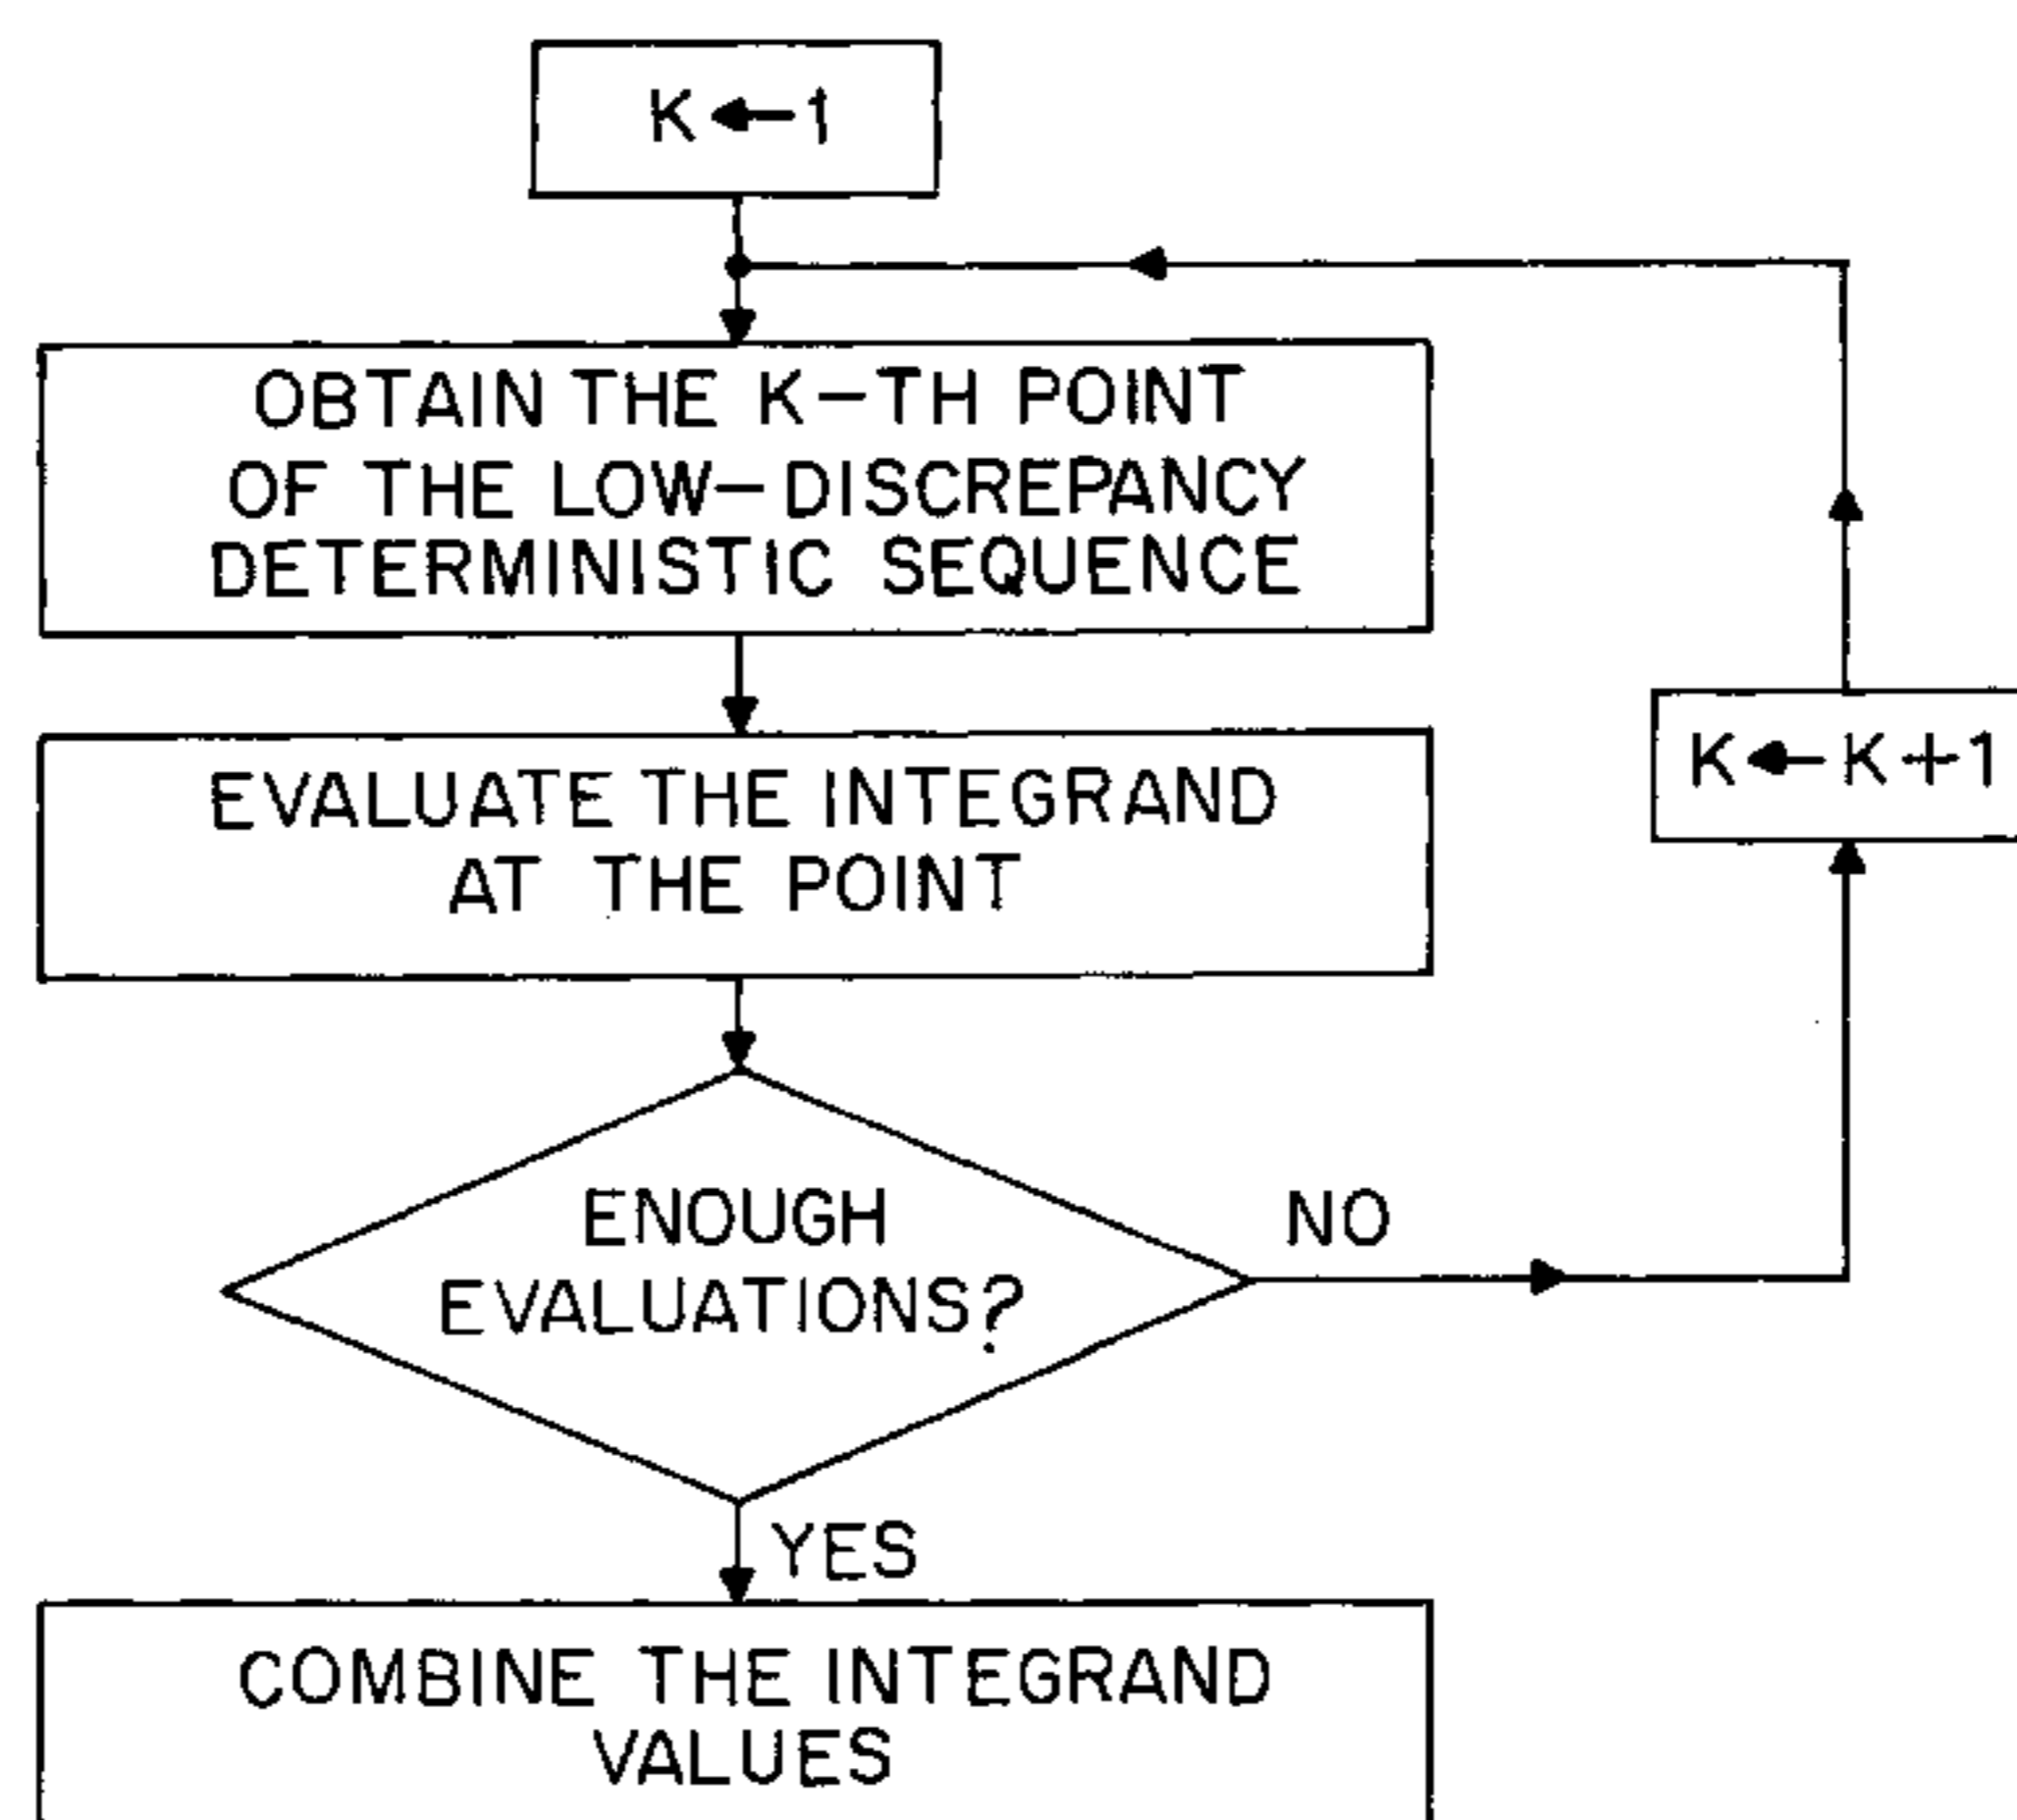 K←1
OBTAIN THE K-TH POINT
OF THE LOW-DISCREPANCY
DETERMINISTIC SEQUENCE
EVALUATE THE INTEGRAND
AT THE POINT
K←K+1
ENOUGH
EVALUATIONS?
NO
YES
COMBINE THE INTEGRAND
VALUES